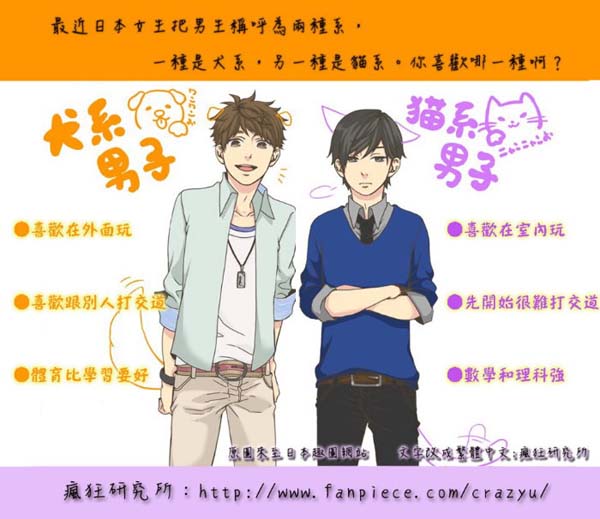 最近日本女生把男生稱呼為兩種系，
一種是犬系，另一種是貓系。你喜歡哪一種啊？
犬系
男子
ワンワンっ
●喜歡在外面玩
●喜歡跟別人打交道
●體育比學習要好
貓系
男子
●喜歡在室內玩
●先開始很難打交道
●數學和理科強
原圖來至日本趣圖網站
文字改成繁體中文:瘋狂研究所
瘋狂研究所：http://www.fanpiece.com/crazyu/